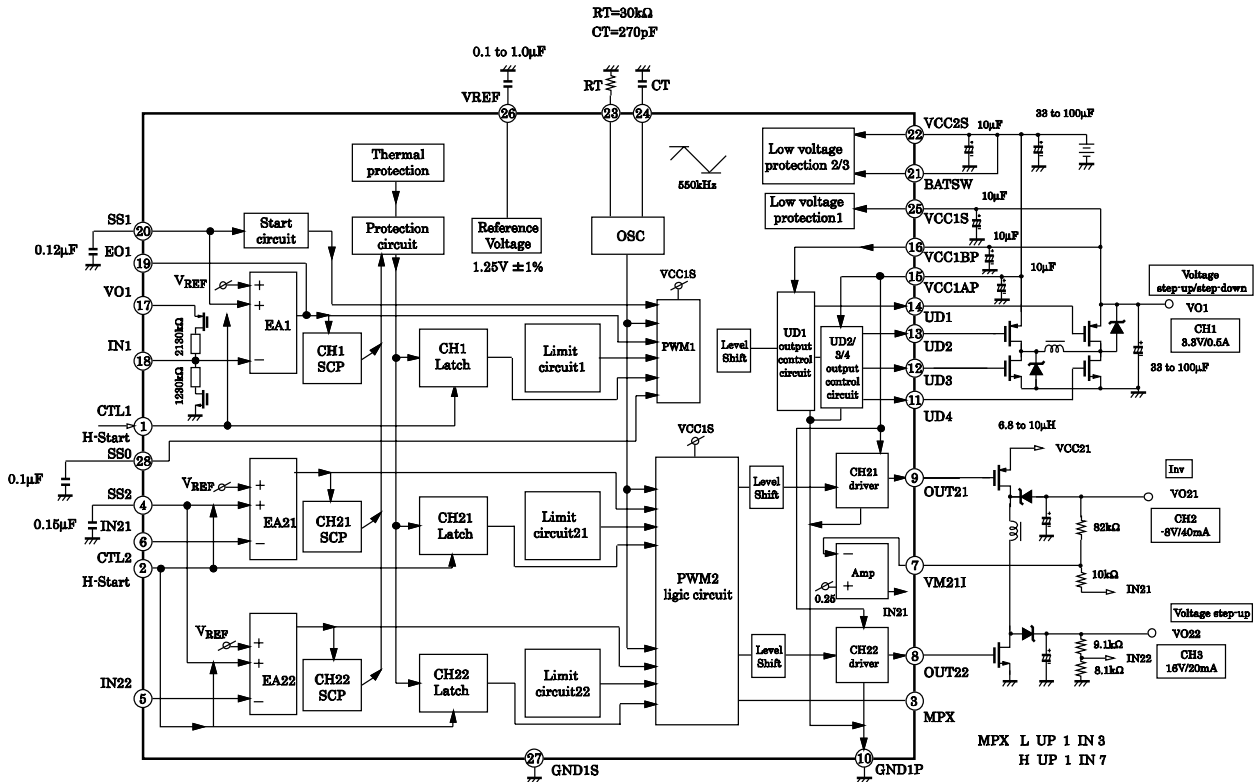 RT=30kΩ
CT=270pF
0.1 to 1.0μF
VREF
RT
CT
26
23
24
VCC2S
22
10μF
33 to 100μF
Low voltage
protection 2/3
21
BATSW
Thermal
protection
550kHz
Low voltage
protection1
25
VCC1S
10μF
SS1
20
Start
circuit
Protection
circuit
Reference
Voltage
1.25V ±1%
OSC
16
VCC1BP
10μF
0.12μF
EO1
19
VREF
VCC1S
15
VCC1AP
10μF
Voltage
step-up/step-down
VO1
17
2130kΩ
+
+
EA1
−
14
UD1
VO1
CH1
3.3V/0.5A
IN1
18
1230kΩ
CH1
SCP
CH1
Latch
Limit
circuit1
PWM1
Level
Shift
UD1
output
control
circuit
UD2/
3/4
output
control
circuit
13
UD2
12
UD3
33 to 100μF
11
UD4
CTL1
1
H-Start
SS0
28
0.1μF
VCC1S
6.8 to 10μH
VCC21
SS2
4
0.15μF
VREF
+
+
EA21
−
IN21
6
CH21
SCP
CH21
Latch
Limit
circuit21
Level
Shift
CH21
driver
9
OUT21
Inv
VO21
CH2
-8V/40mA
82kΩ
CTL2
2
H-Start
PWM2
ligic circuit
−
Amp
+
0.25
IN21
7
VM21I
10kΩ
IN21
Voltage step-up
VREF
+
+
EA22
−
IN22
5
CH22
SCP
CH22
Latch
Limit
circuit22
Level
Shift
CH22
driver
8
OUT22
VO22
9.1kΩ
IN22
8.1kΩ
CH3
16V/20mA
3
MPX
27
GND1S
10
GND1P
MPX L UP 1 IN 3
H UP 1 IN 7